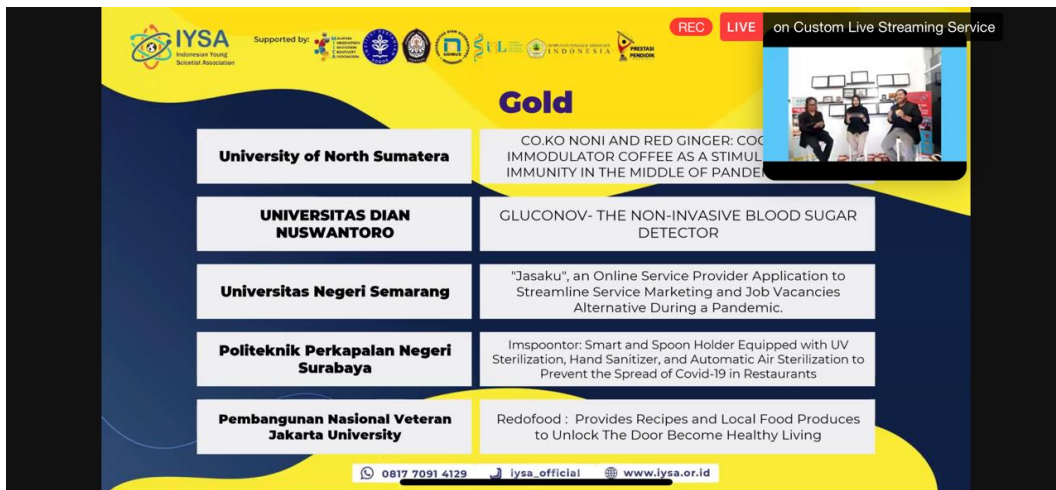 REC
LIVE
on Custom Live Streaming Service
IYSA
Indonesian Young
Scientist Association
Supported by:
PRESTASI
PENDIDIK
INDONESIA
Gold
University of North Sumatera
CO.KO NONI AND RED GINGER:
IMMODULATOR COFFEE AS A
IMMUNITY IN THE MIDDLE OF
UNIVERSITAS DIAN
NUSWANTORO
GLUCONOV- THE NON-INVASIVE BLOOD SUGAR
DETECTOR
Universitas Negeri Semarang
"Jasaku", an Online Service Provider Application to
Streamline Service Marketing and Job Vacancies
Alternative During a Pandemic.
Politeknik Perkapalan Negeri
Surabaya
Imspoontor: Smart and Spoon Holder Equipped with UV
Sterilization, Hand Sanitizer, and Automatic Air Sterilization to
Prevent the Spread of Covid-19 in Restaurants
Pembangunan Nasional Veteran
Jakarta University
Redofood : Provides Recipes and Local Food Produces
to Unlock The Door Become Healthy Living
0817 7091 4129
iysa_official
www.iysa.or.id